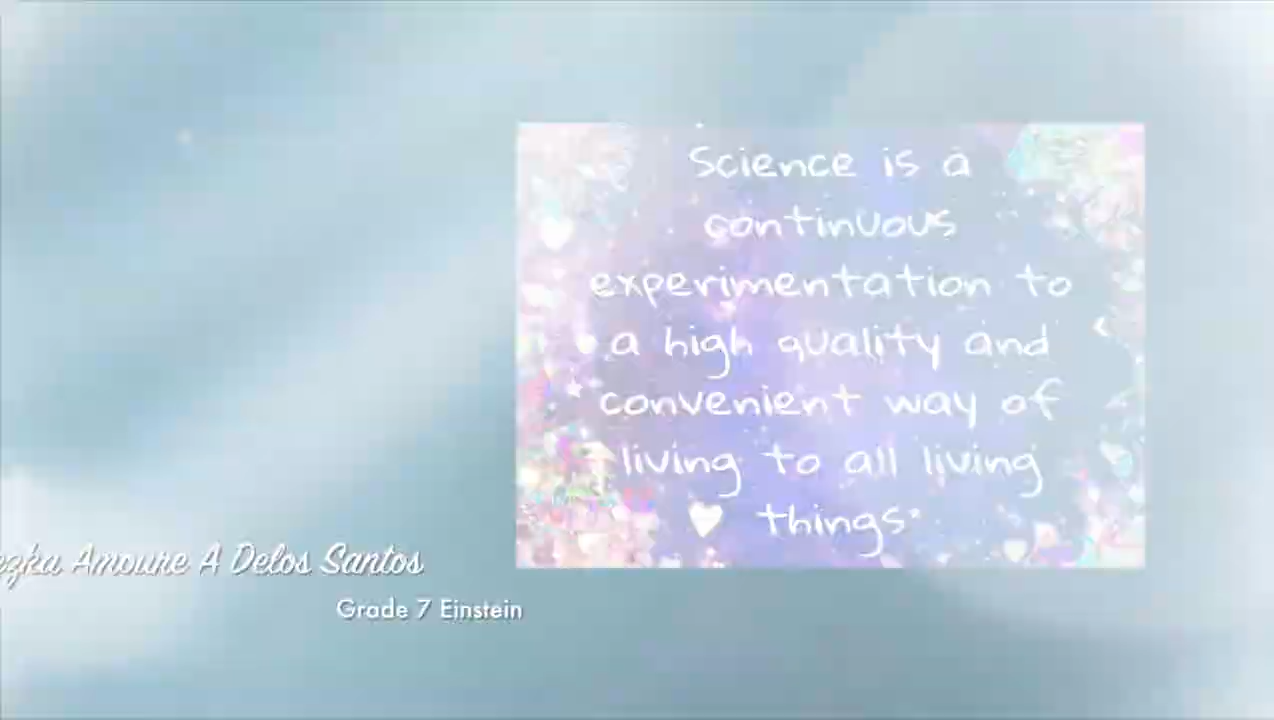 Science is a
continuous
experimentation to
a high quality and
convenient way of
living to all living
things
Amoure A Delos Santos
Grade 7 Einstein